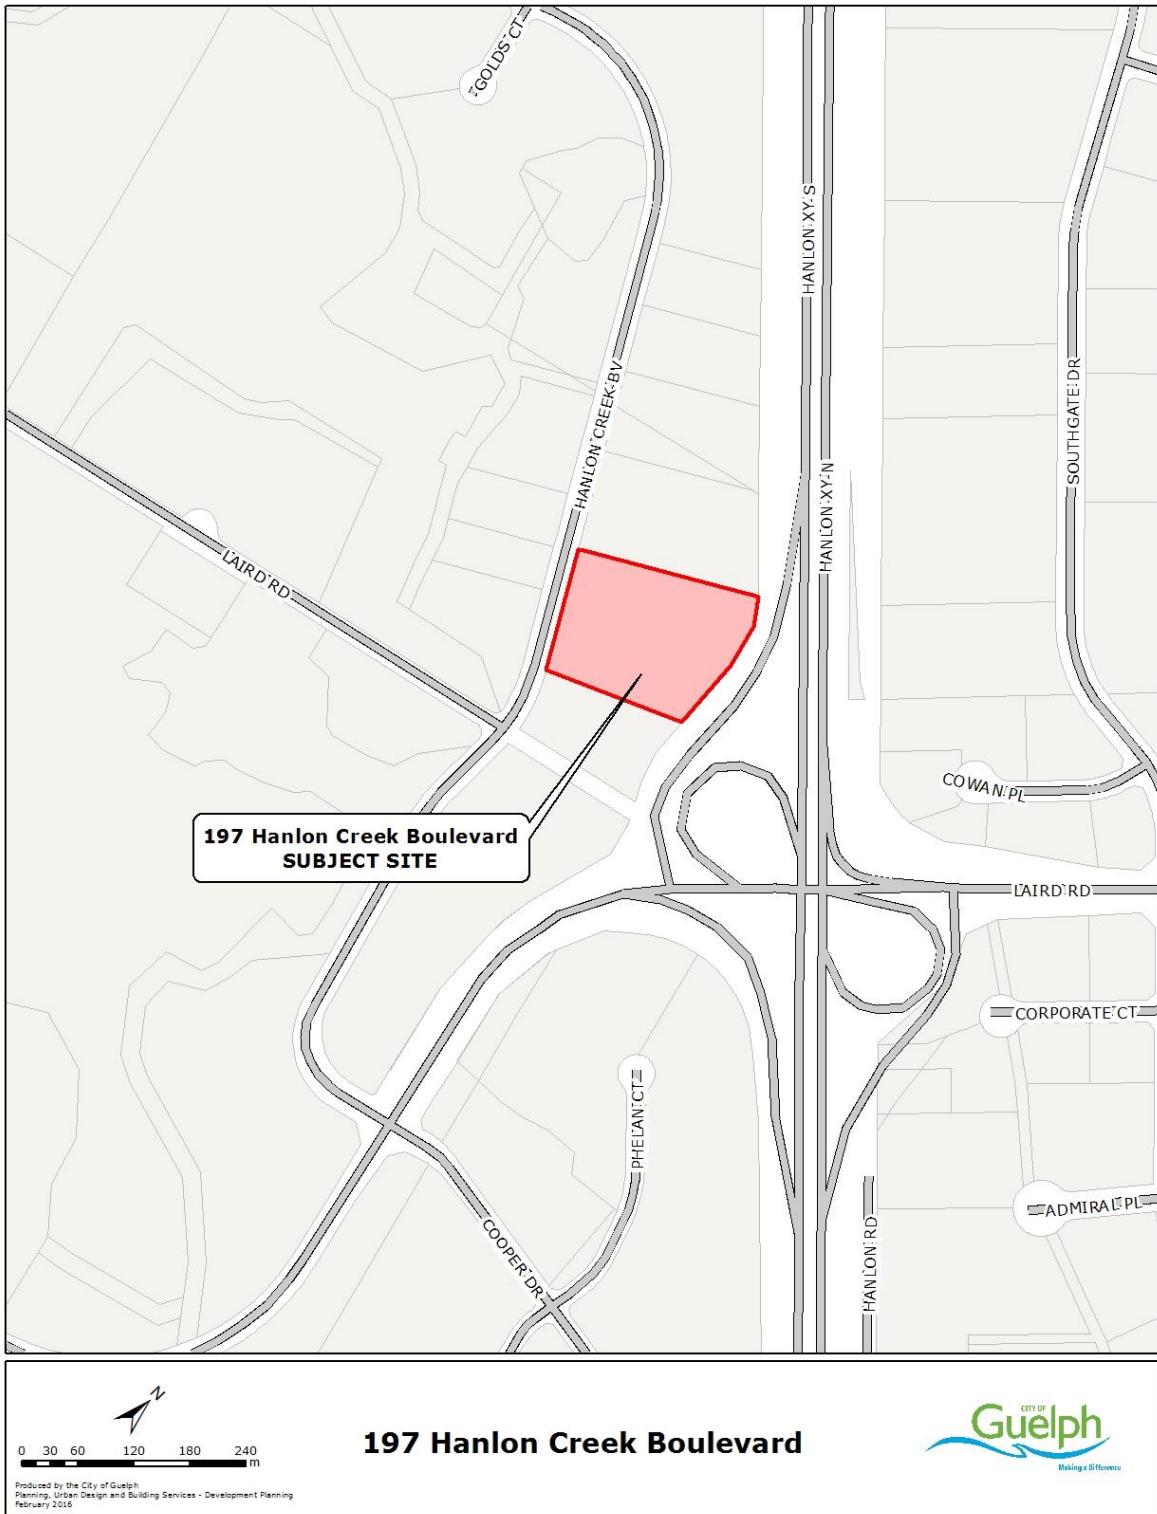 GOLDS CT
HANLON XY S
HANLON CREEK BV
SOUTHGATE DR
HANLON XY N
LAIRD RD
COWAN PL
197 Hanlon Creek Boulevard
SUBJECT SITE
LAIRD RD
CORPORATE CT
PHELAN CT
ADMIRAL PL
COOPER DR
HANLON RD
N
0 30 60 120 180 240
m
197 Hanlon Creek Boulevard
CITY OF
Guelph
Making a Difference
Produced by the City of Guelph
Planning, Urban Design and Building Services - Development Planning
February 2016